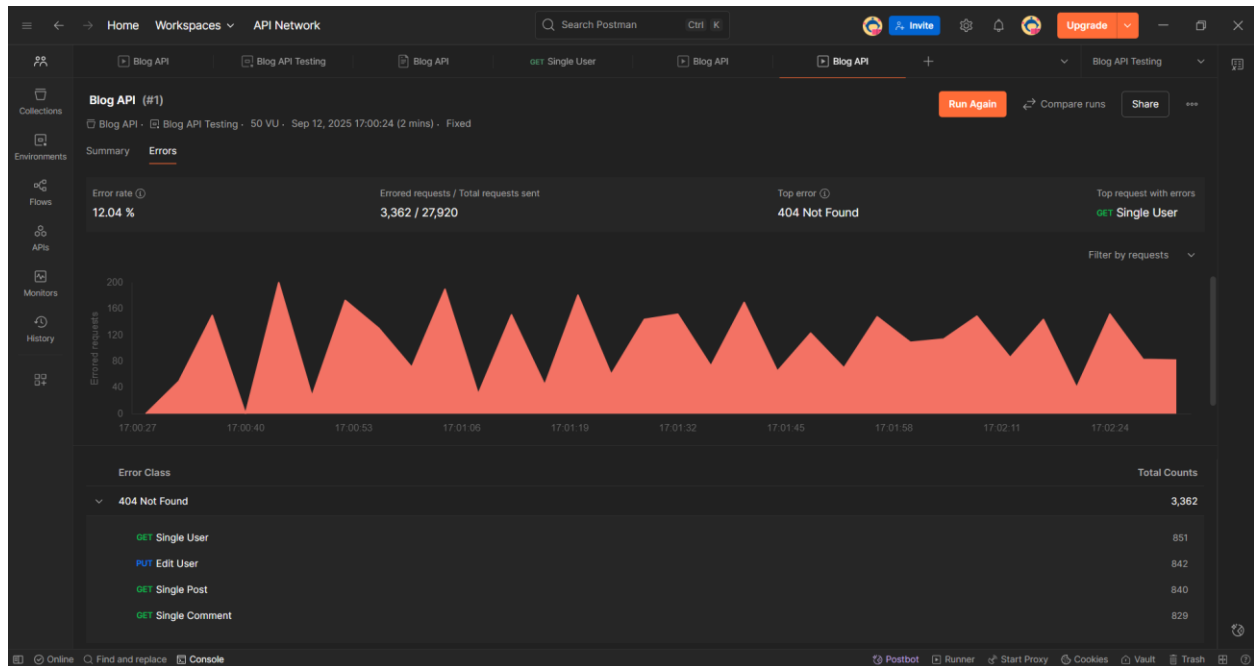 Home Workspaces API Network Search Postman Ctrl K Invite Upgrade
Blog API Blog API Testing Blog API GET Single User Blog API Blog API Blog API Testing
Collections
Environments
Flows
APIs
Monitors
History
Blog API (#1) Run Again Compare runs Share
Blog API · Blog API Testing · 50 VU · Sep 12, 2025 17:00:24 (2 mins) · Fixed
Summary Errors
Error rate Errored requests / Total requests sent Top error Top request with errors
12.04 % 3,362 / 27,920 404 Not Found GET Single User
Filter by requests
Errored requests
200
160
120
80
40
0
17:00:27 17:00:40 17:00:53 17:01:06 17:01:19 17:01:32 17:01:45 17:01:58 17:02:11 17:02:24
Error Class Total Counts
404 Not Found 3,362
GET Single User 851
PUT Edit User 842
GET Single Post 840
GET Single Comment 829
Online Find and replace Console Postbot Runner Start Proxy Cookies Vault Trash